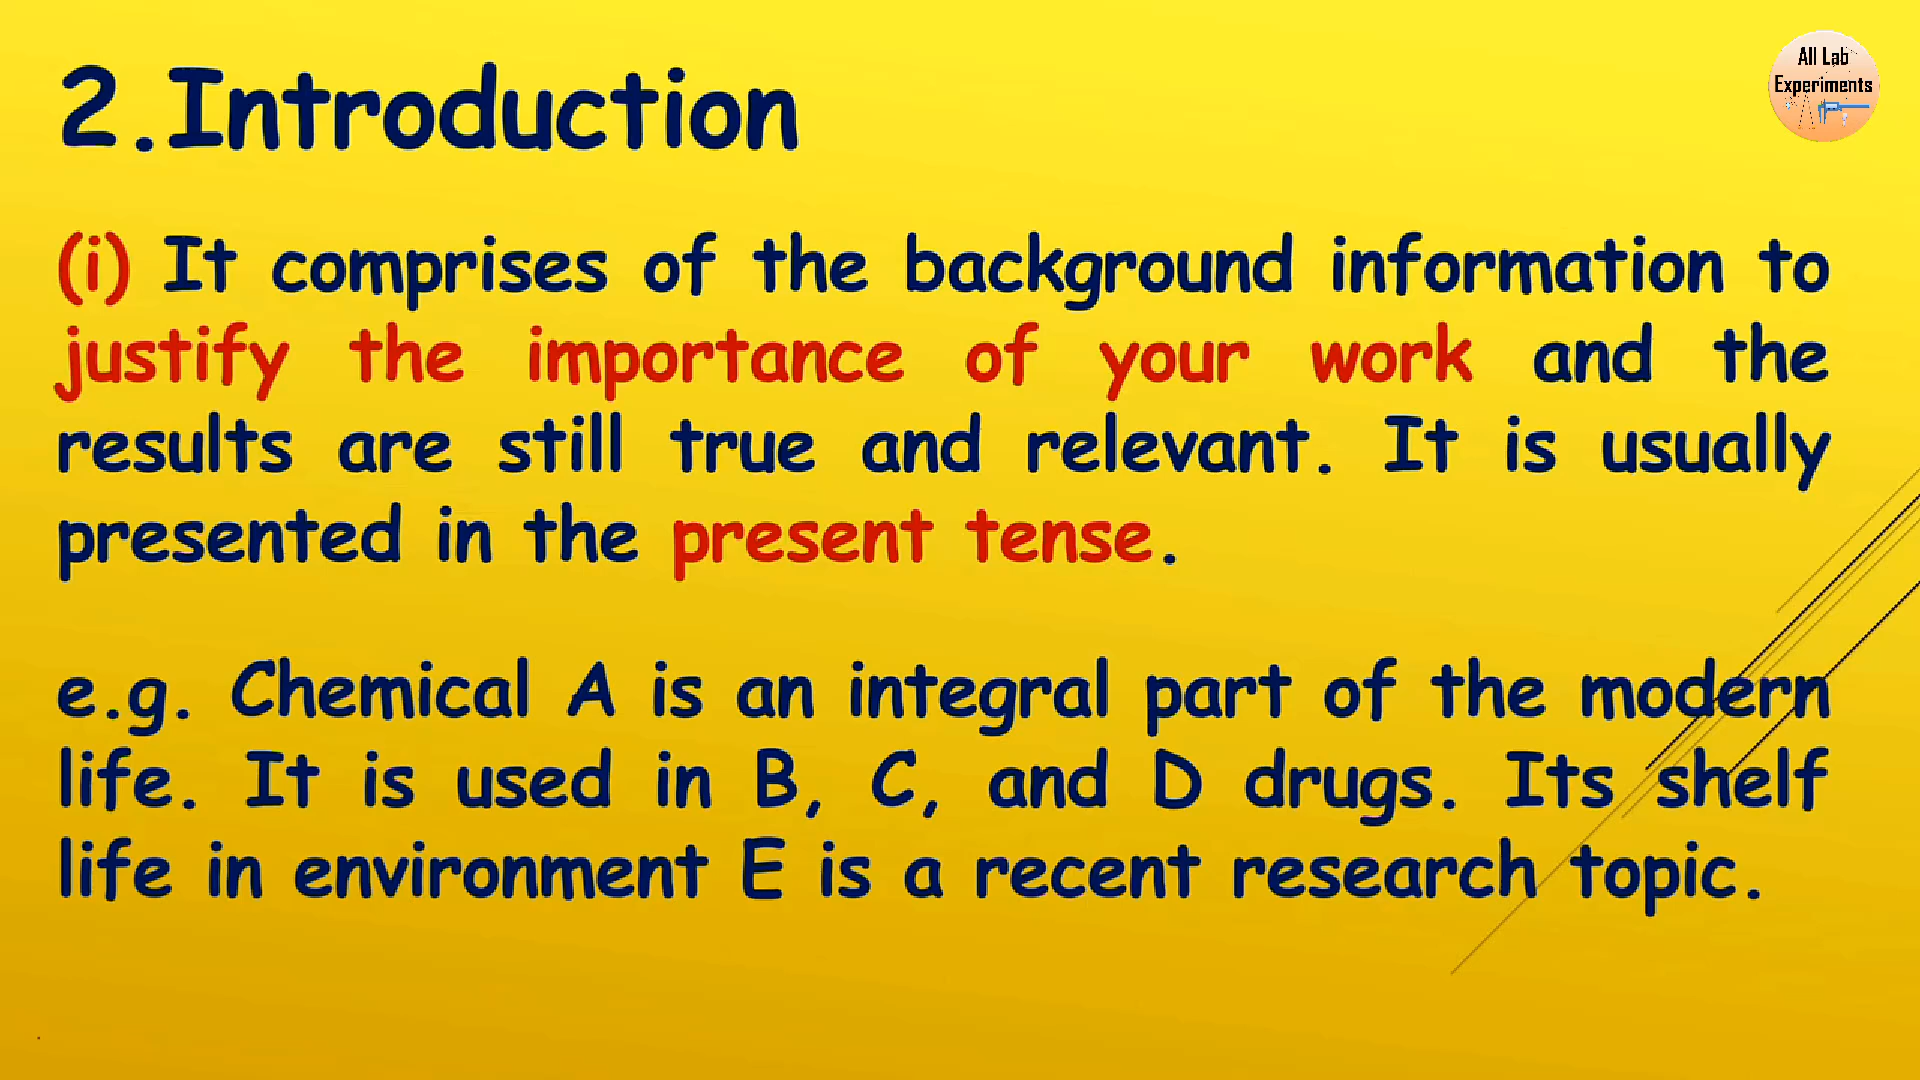 2.Introduction
All Lab
Experiments
(i) It comprises of the background information to
justify the importance of your work and the
results are still true and relevant. It is usually
presented in the present tense.
e.g. Chemical A is an integral part of the modern
life. It is used in B, C, and D drugs. Its shelf
life in environment E is a recent research topic.